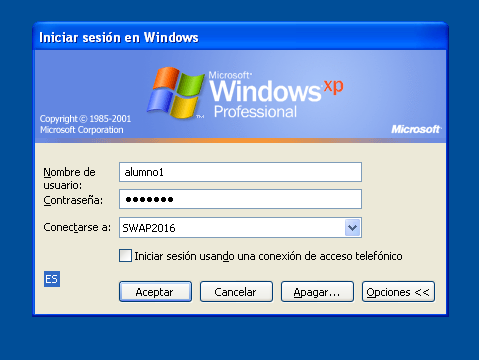 Iniciar sesión en Windows
Microsoft®
Windows xp
Professional
Copyright © 1985-2001
Microsoft Corporation
Microsoft®
Nombre de
usuario:
alumno1
Contraseña:
●●●●●●●
Conectarse a:
SWAP2016
Iniciar sesión usando una conexión de acceso telefónico
ES
Aceptar
Cancelar
Apagar...
Opciones <<